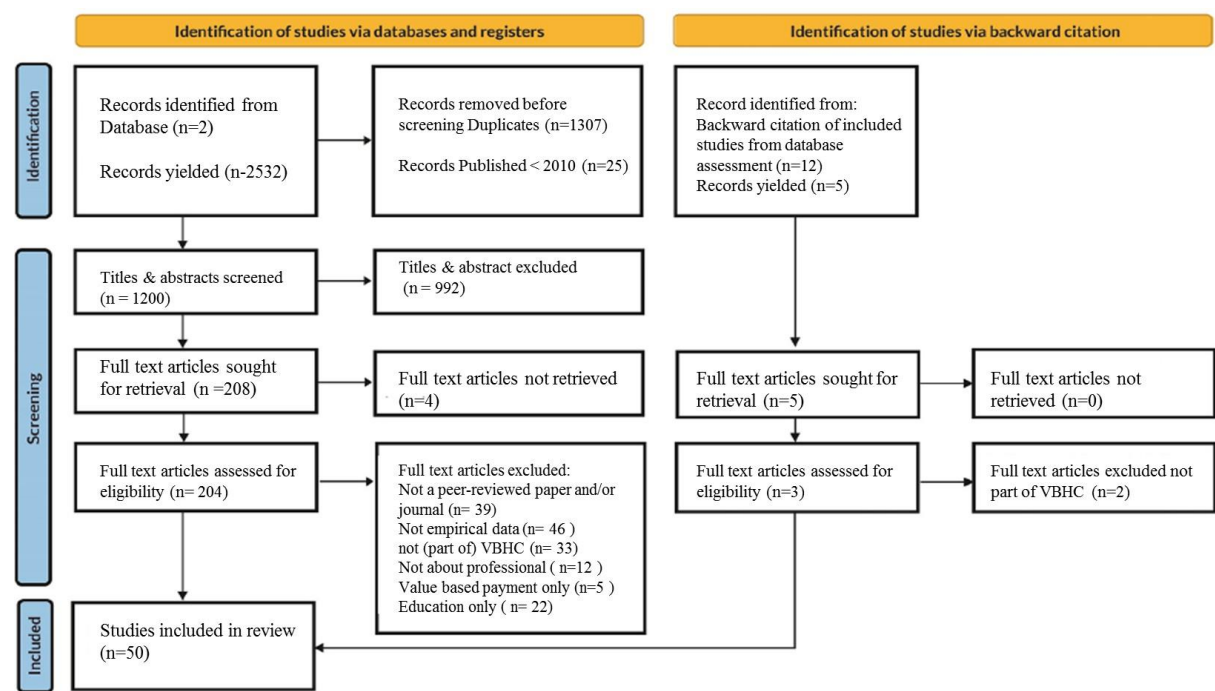 Identification of studies via databases and registers
Identification of studies via backward citation
Identification
Records identified from
Database (n=2)
Records yielded (n-2532)
Records removed before
screening Duplicates (n=1307)
Records Published < 2010 (n=25)
Record identified from:
Backward citation of included
studies from database
assessment (n=12)
Records yielded (n=5)
Screening
Titles & abstracts screened
(n = 1200)
Titles & abstract excluded
(n = 992)
Full text articles sought
for retrieval (n =208)
Full text articles not retrieved
(n=4)
Full text articles sought for
retrieval (n=5)
Full text articles not
retrieved (n=0)
Full text articles assessed for
eligibility (n= 204)
Full text articles excluded:
Not a peer-reviewed paper and/or
journal (n= 39)
Not empirical data (n= 46 )
not (part of) VBHC (n= 33)
Not about professional ( n=12 )
Value based payment only (n=5 )
Education only ( n= 22)
Full text articles assessed for
eligibility (n=3)
Full text articles excluded not
part of VBHC (n=2)
Included
Studies included in review
(n=50)